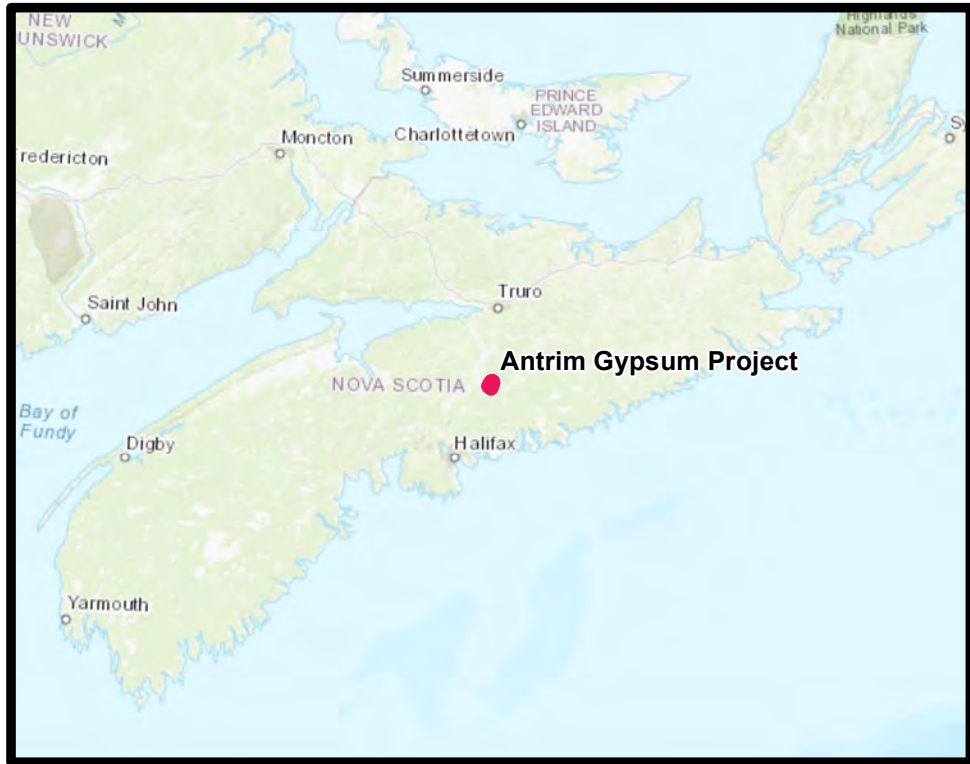 NEW
UNSWICK
Highlands
National Park
Summerside
PRINCE
EDWARD
ISLAND
Charlottetown
Moncton
Sy
redericton
Saint John
Truro
Antrim Gypsum Project
NOVA SCOTIA
Bay of
Fundy
Digby
Halifax
Yarmouth